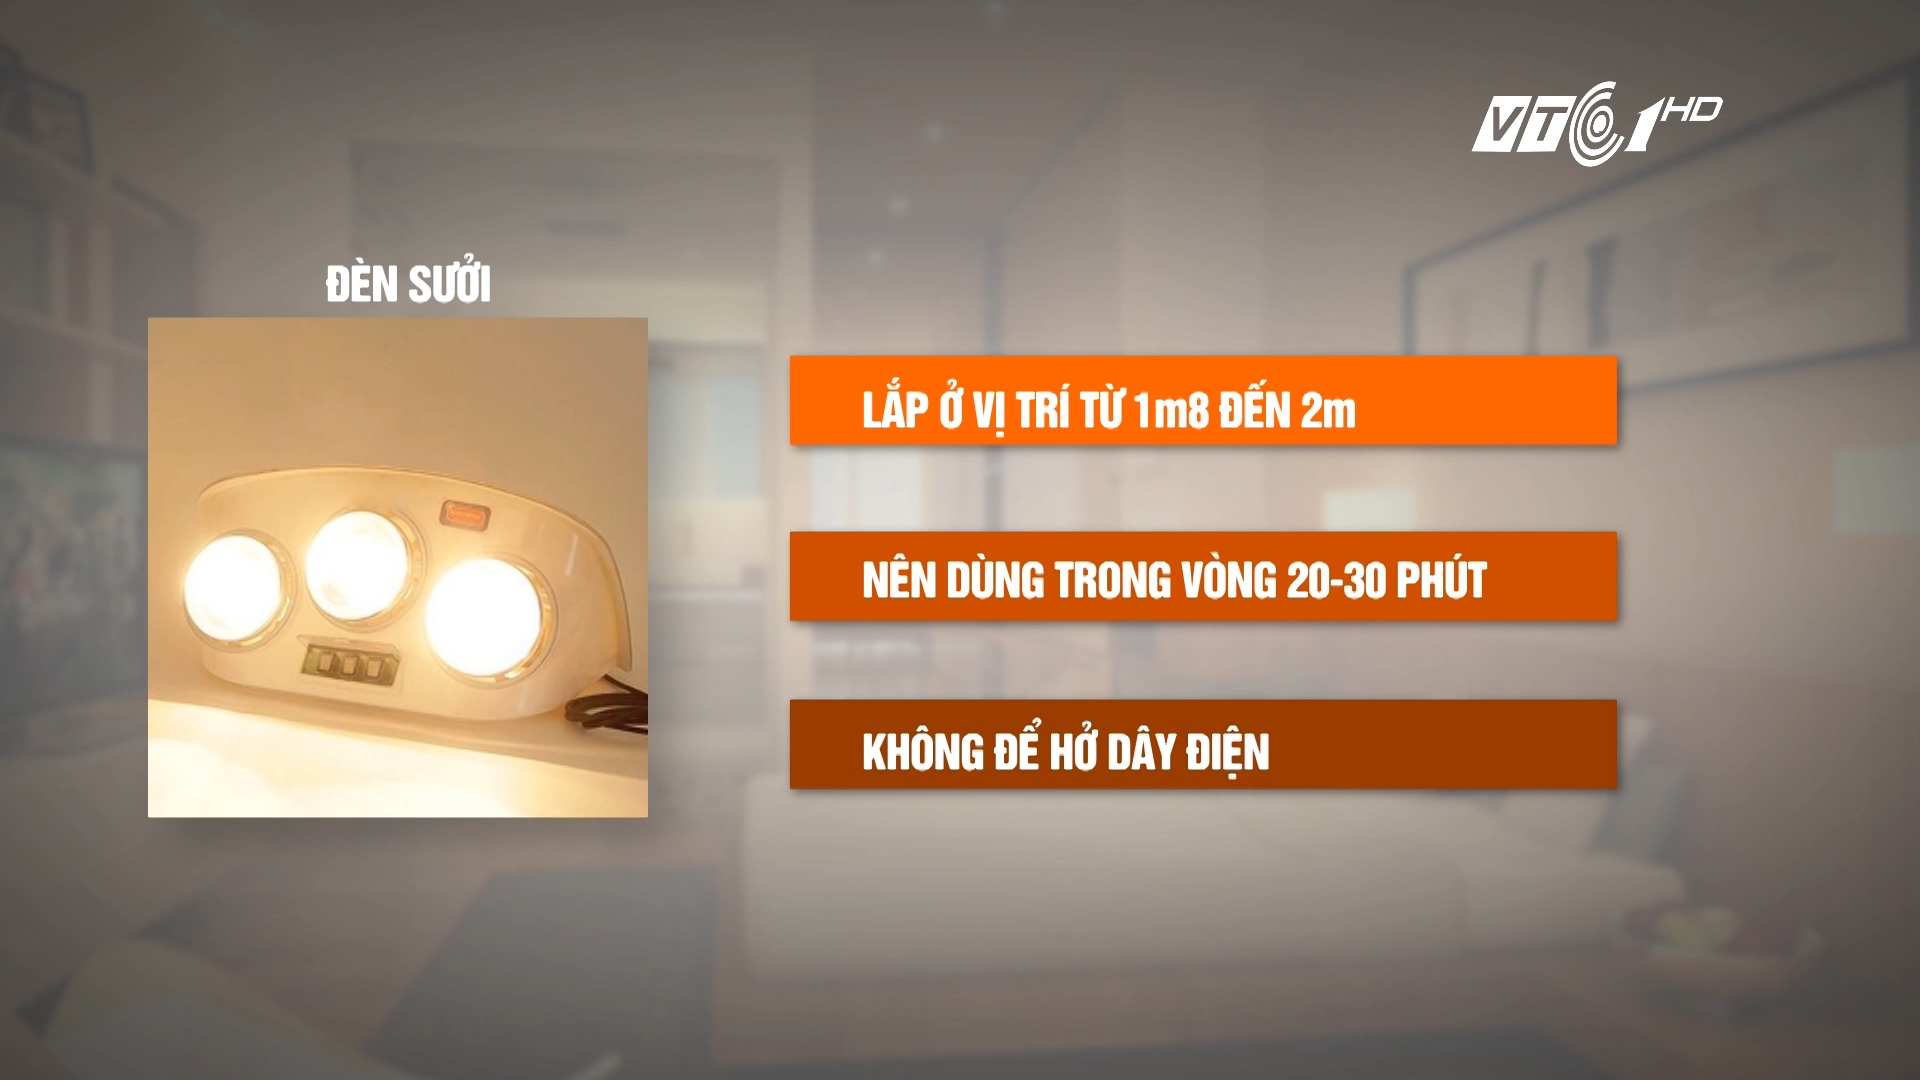 VTC1 HD
ĐÈN SƯỞI
LẮP Ở VỊ TRÍ TỪ 1m8 ĐẾN 2m
NÊN DÙNG TRONG VÒNG 20-30 PHÚT
KHÔNG ĐỂ HỞ DÂY ĐIỆN